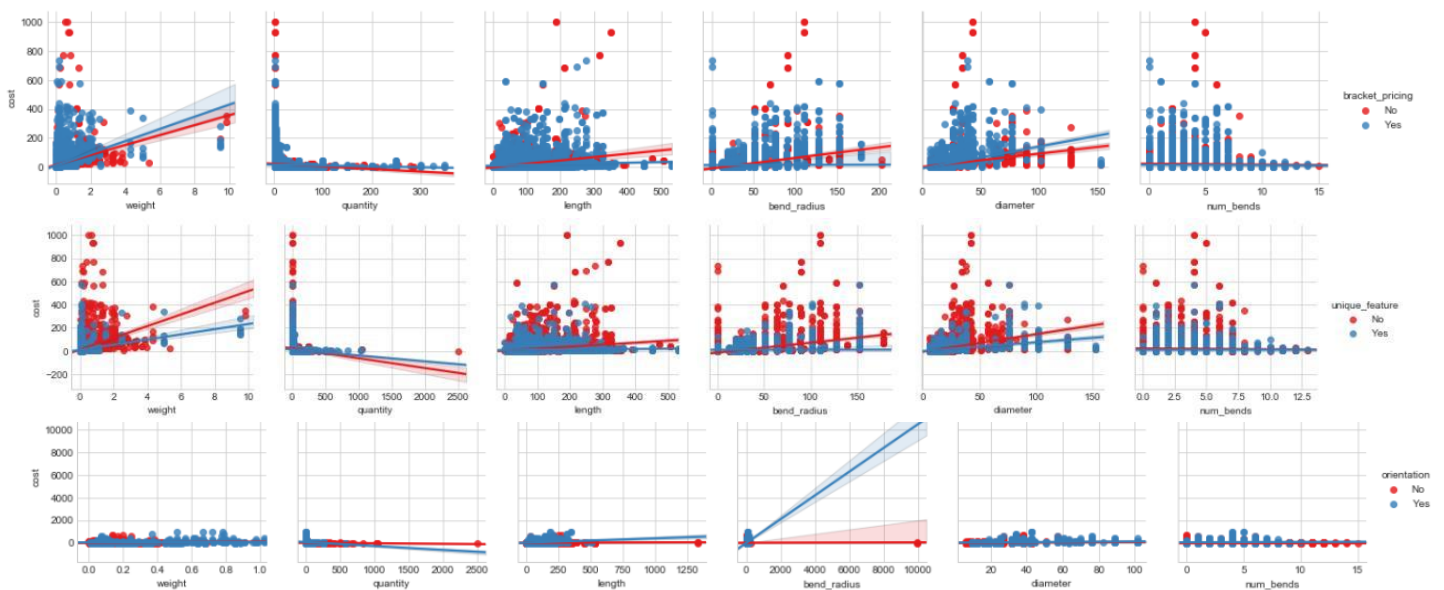 1000
800
600
400
200
0
cost
0 2 4 6 8 10
weight
0 100 200 300
quantity
0 100 200 300 400 500
length
0 50 100 150 200
bend_radius
0 50 100 150
diameter
0 5 10 15
num_bends
bracket_pricing
No
Yes
1000
800
600
400
200
0
−200
cost
0 2 4 6 8 10
weight
0 500 1000 1500 2000 2500
quantity
0 100 200 300 400 500
length
0 50 100 150
bend_radius
0 50 100 150
diameter
0.0 2.5 5.0 7.5 10.0 12.5
num_bends
unique_feature
No
Yes
10000
8000
6000
4000
2000
0
cost
0.0 0.2 0.4 0.6 0.8 1.0
weight
0 500 1000 1500 2000 2500
quantity
0 250 500 750 1000 1250
length
0 2000 4000 6000 8000 10000
bend_radius
20 40 60 80 100
diameter
0 5 10 15
num_bends
orientation
No
Yes